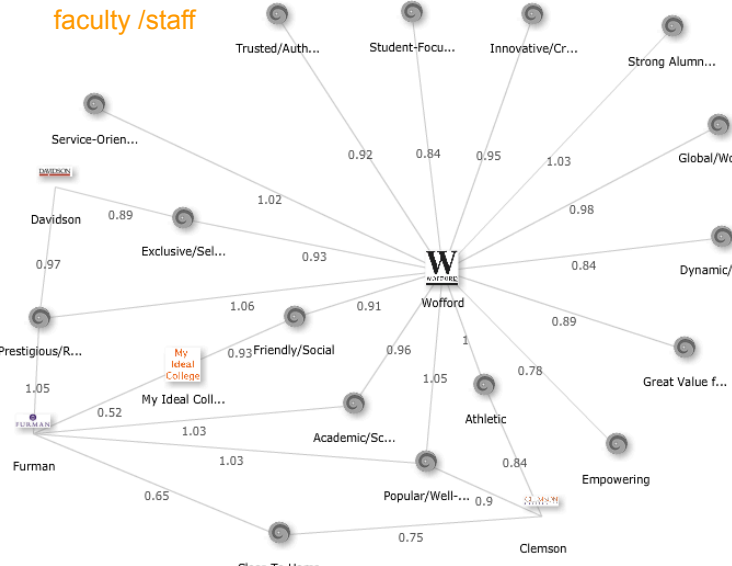 faculty /staff
Trusted/Auth...
Student-Focu...
Innovative/Cr...
Strong Alumn...
Service-Orien...
0.92
0.84
0.95
1.03
Global/Wo
DAVIDSON
1.02
0.98
Davidson
0.89
Exclusive/Sel...
0.93
W
WOFFORD
0.84
Dynamic/
0.97
1.06
0.91
Wofford
0.89
Prestigious/R...
My
Ideal
College
0.93
Friendly/Social
0.96
1
1.05
0.78
Great Value f...
1.05
My Ideal Coll...
0.52
FURMAN
1.03
Academic/Sc...
Athletic
Furman
1.03
0.84
Empowering
0.65
Popular/Well-...
0.9
CLEMSON
0.75
Clemson